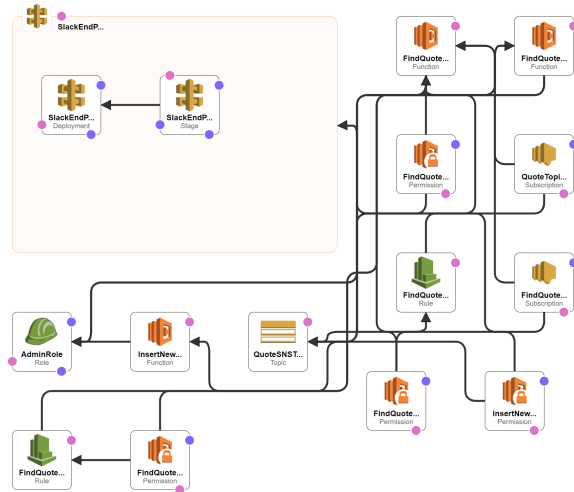 SlackEndP...
FindQuote...
Function
FindQuote...
Function
SlackEndP...
Deployment
SlackEndP...
Stage
FindQuote...
Permission
QuoteTopi...
Subscription
FindQuote...
Rule
FindQuote...
Subscription
AdminRole
Role
InsertNew...
Function
QuoteSNST...
Topic
FindQuote...
Permission
InsertNew...
Permission
FindQuote...
Rule
FindQuote...
Permission